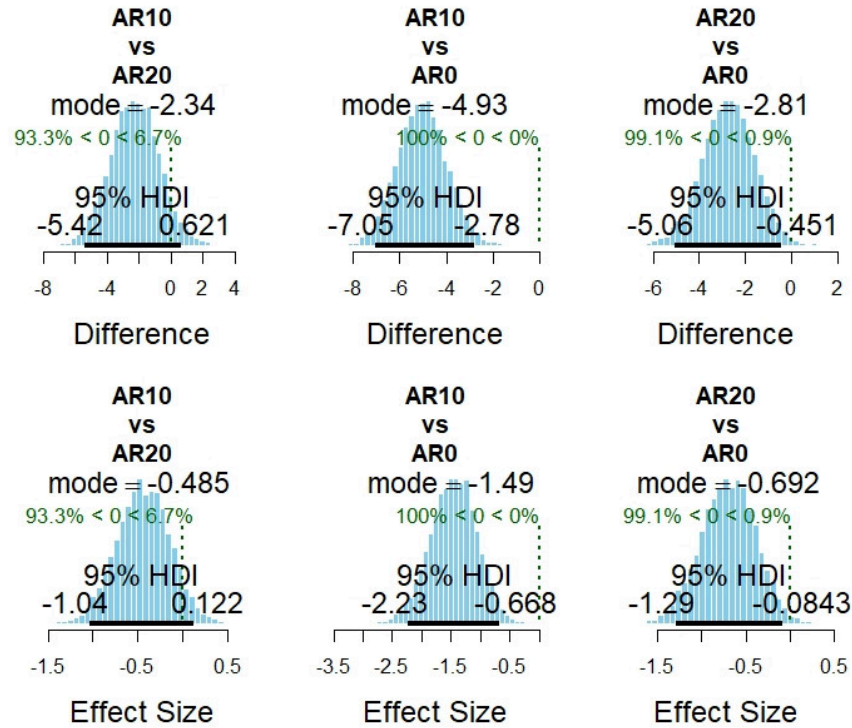 AR10
vs
AR20
mode = -2.34
93.3% < 0 < 6.7%
95% HDI
-5.42 0.621
-8 -4 0 2 4
Difference
AR10
vs
AR0
mode = -4.93
100% < 0 < 0%
95% HDI
-7.05 -2.78
-8 -6 -4 -2 0
Difference
AR20
vs
AR0
mode = -2.81
99.1% < 0 < 0.9%
95% HDI
-5.06 -0.451
-6 -4 -2 0 2
Difference
AR10
vs
AR20
mode = -0.485
93.3% < 0 < 6.7%
95% HDI
-1.04 0.122
-1.5 -0.5 0.5
Effect Size
AR10
vs
AR0
mode = -1.49
100% < 0 < 0%
95% HDI
-2.23 -0.668
-3.5 -2.5 -1.5 -0.5
Effect Size
AR20
vs
AR0
mode = -0.692
99.1% < 0 < 0.9%
95% HDI
-1.29 -0.0843
-1.5 -0.5 0.5
Effect Size